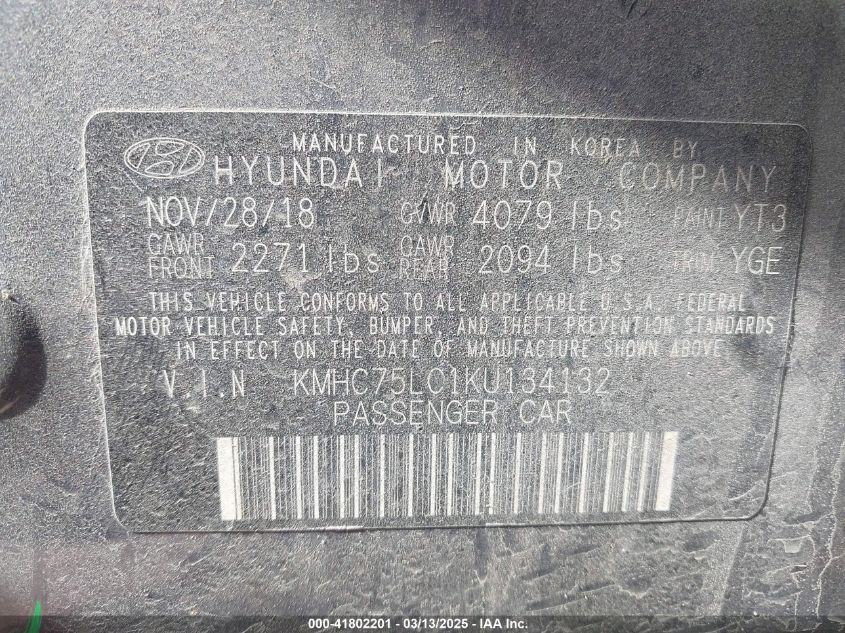 MANUFACTURED IN KOREA BY
HYUNDAI MOTOR COMPANY
NOV/28/18 GVWR 4079 lbs PAINT YT3
GAWR FRONT 2271 lbs GAWR REAR 2094 lbs TRIM YGE
THIS VEHICLE CONFORMS TO ALL APPLICABLE U.S.A. FEDERAL
MOTOR VEHICLE SAFETY, BUMPER, AND THEFT PREVENTION STANDARDS
IN EFFECT ON THE DATE OF MANUFACTURE SHOWN ABOVE
V.I.N KMHC75LC1KU134132
PASSENGER CAR
000-41802201 - 03/13/2025 - IAA Inc.